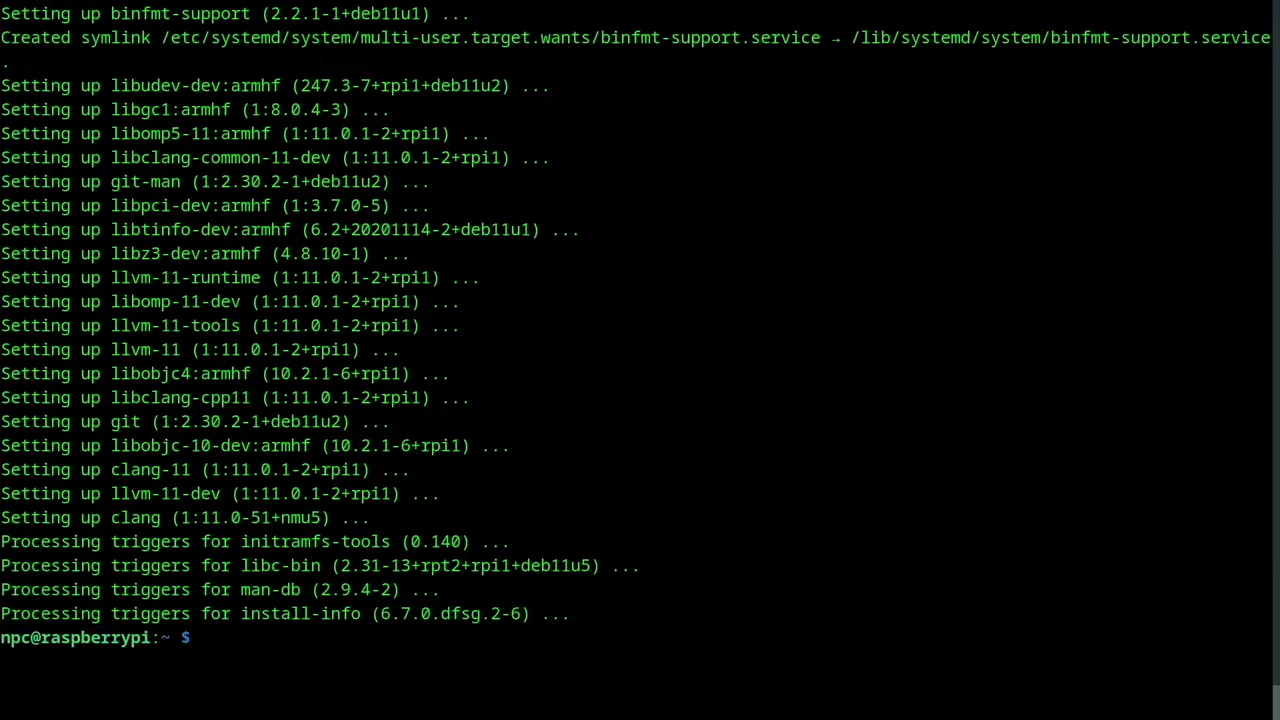 Setting up binfmt-support (2.2.1-1+deb11u1) ...
Created symlink /etc/systemd/system/multi-user.target.wants/binfmt-support.service → /lib/systemd/system/binfmt-support.service
.
Setting up libudev-dev:armhf (247.3-7+rpi1+deb11u2) ...
Setting up libgc1:armhf (1:8.0.4-3) ...
Setting up libomp5-11:armhf (1:11.0.1-2+rpi1) ...
Setting up libclang-common-11-dev (1:11.0.1-2+rpi1) ...
Setting up git-man (1:2.30.2-1+deb11u2) ...
Setting up libpci-dev:armhf (1:3.7.0-5) ...
Setting up libtinfo-dev:armhf (6.2+20201114-2+deb11u1) ...
Setting up libz3-dev:armhf (4.8.10-1) ...
Setting up llvm-11-runtime (1:11.0.1-2+rpi1) ...
Setting up libomp-11-dev (1:11.0.1-2+rpi1) ...
Setting up llvm-11-tools (1:11.0.1-2+rpi1) ...
Setting up llvm-11 (1:11.0.1-2+rpi1) ...
Setting up libobjc4:armhf (10.2.1-6+rpi1) ...
Setting up libclang-cpp11 (1:11.0.1-2+rpi1) ...
Setting up git (1:2.30.2-1+deb11u2) ...
Setting up libobjc-10-dev:armhf (10.2.1-6+rpi1) ...
Setting up clang-11 (1:11.0.1-2+rpi1) ...
Setting up llvm-11-dev (1:11.0.1-2+rpi1) ...
Setting up clang (1:11.0-51+nmu5) ...
Processing triggers for initramfs-tools (0.140) ...
Processing triggers for libc-bin (2.31-13+rpt2+rpi1+deb11u5) ...
Processing triggers for man-db (2.9.4-2) ...
Processing triggers for install-info (6.7.0.dfsg.2-6) ...
npc@raspberrypi:~ $